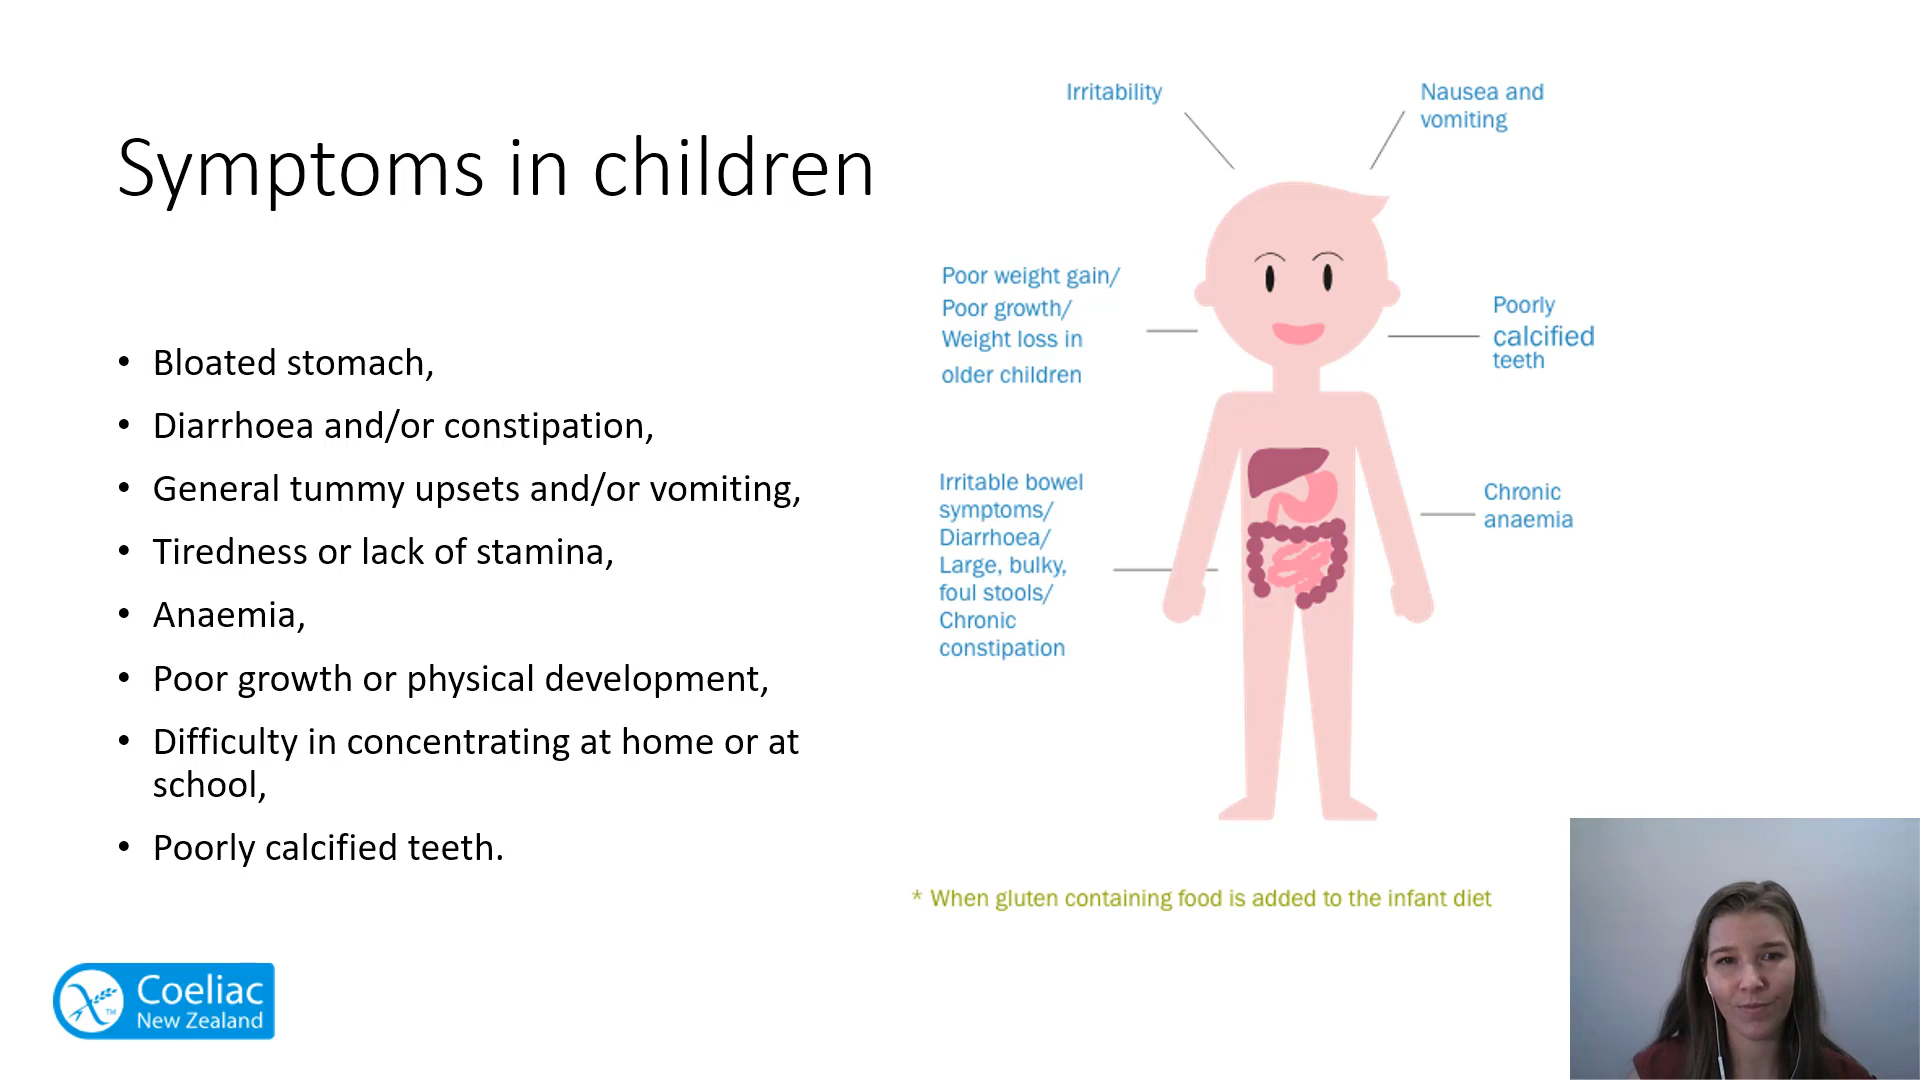 Symptoms in children
• Bloated stomach,
• Diarrhoea and/or constipation,
• General tummy upsets and/or vomiting,
• Tiredness or lack of stamina,
• Anaemia,
• Poor growth or physical development,
• Difficulty in concentrating at home or at
school,
• Poorly calcified teeth.
Irritability
Nausea and
vomiting
Poor weight gain/
Poor growth/
Weight loss in
older children
Poorly
calcified
teeth
Irritable bowel
symptoms/
Diarrhoea/
Large, bulky,
foul stools/
Chronic
constipation
Chronic
anaemia
* When gluten containing food is added to the infant diet
Coeliac
New Zealand
TM